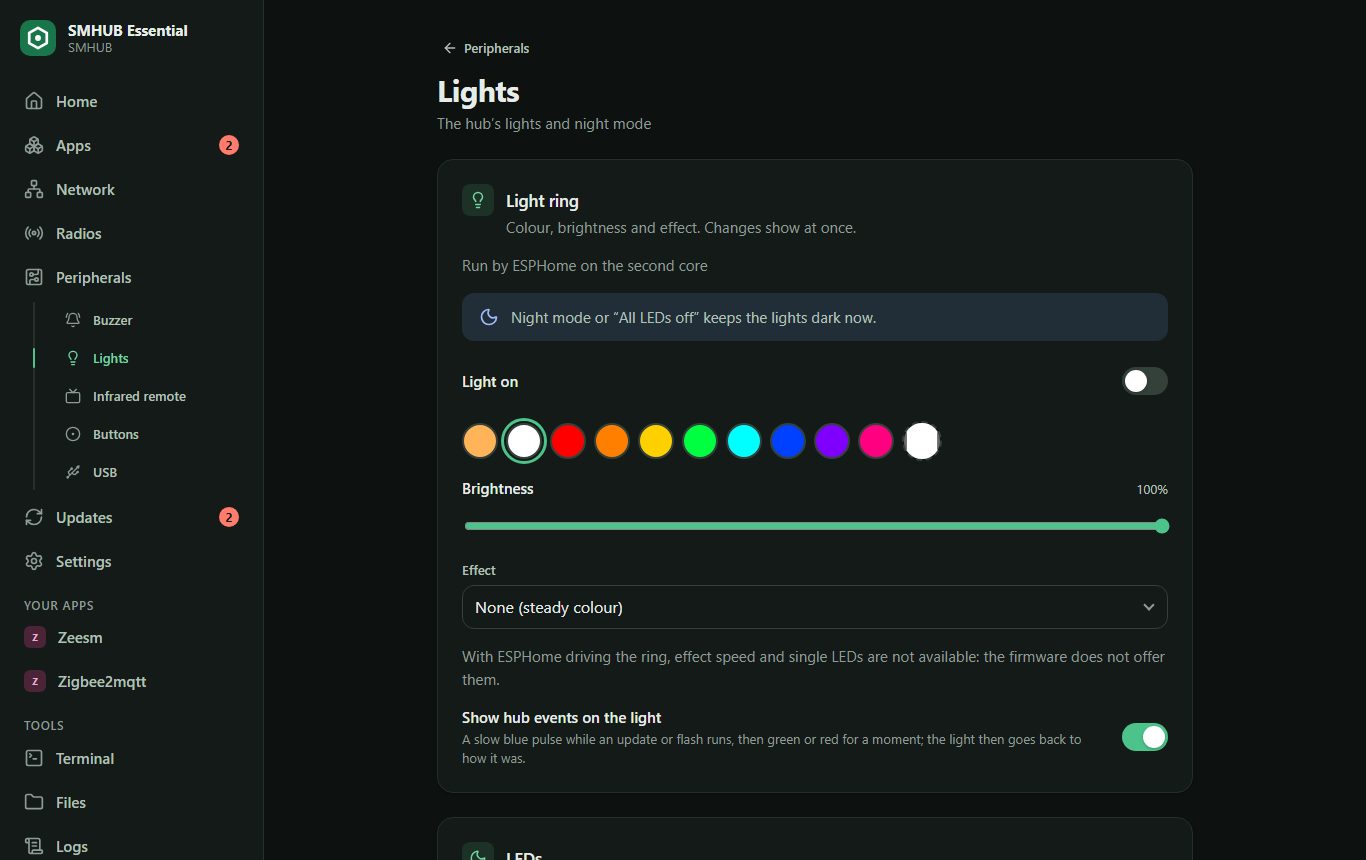 SMHUB Essential
SMHUB
Home
Apps
2
Network
Radios
Peripherals
Buzzer
Lights
Infrared remote
Buttons
USB
Updates
2
Settings
YOUR APPS
Z
Zeesm
Z
Zigbee2mqtt
TOOLS
Terminal
Files
Logs
Peripherals
Lights
The hub's lights and night mode
Light ring
Colour, brightness and effect. Changes show at once.
Run by ESPHome on the second core
Night mode or “All LEDs off” keeps the lights dark now.
Light on
Brightness
100%
Effect
None (steady colour)
With ESPHome driving the ring, effect speed and single LEDs are not available: the firmware does not offer
them.
Show hub events on the light
A slow blue pulse while an update or flash runs, then green or red for a moment; the light then goes back to
how it was.
LEDs